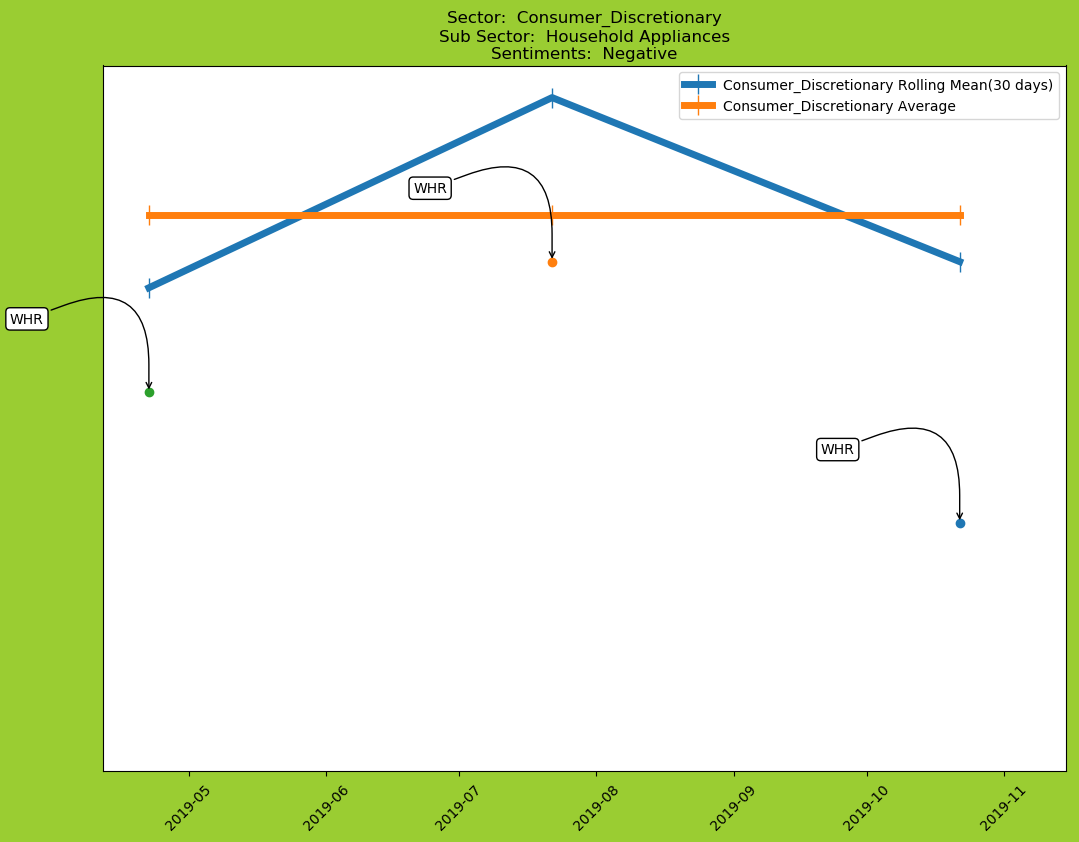 Sector:  Consumer_Discretionary
Sub Sector:  Household Appliances
Sentiments:  Negative
Consumer_Discretionary Rolling Mean(30 days)
Consumer_Discretionary Average
WHR
WHR
WHR
2019-05
2019-06
2019-07
2019-08
2019-09
2019-10
2019-11